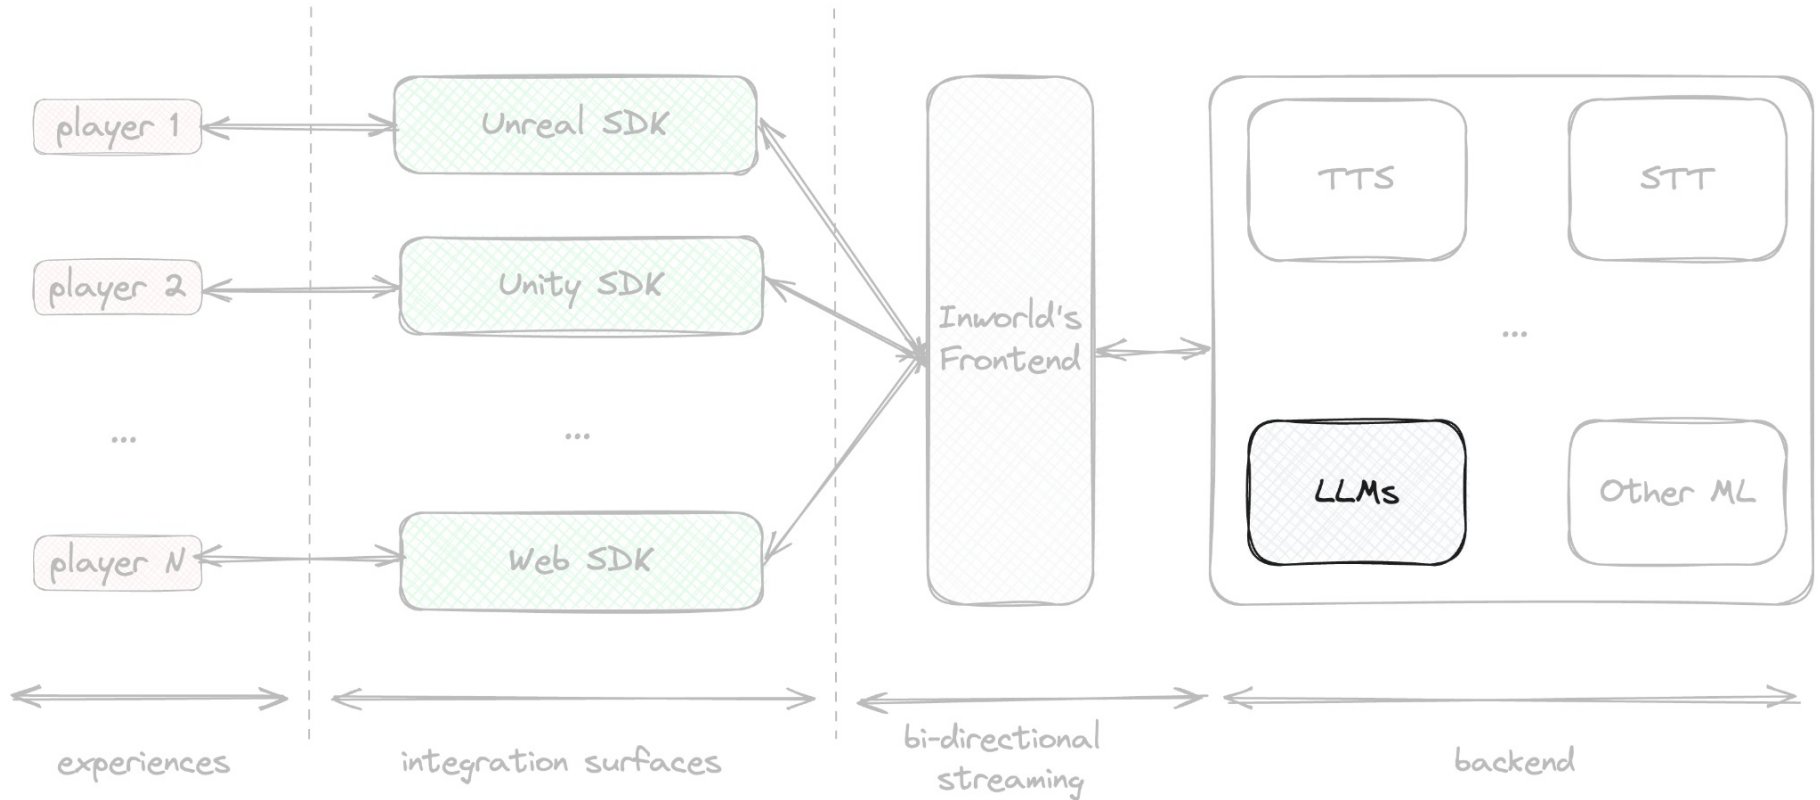 player 1
Unreal SDK
TTS
STT
player 2
Unity SDK
Inworld's
Frontend
...
...
...
LLMs
Other ML
player N
Web SDK
experiences
integration surfaces
bi-directional
streaming
backend